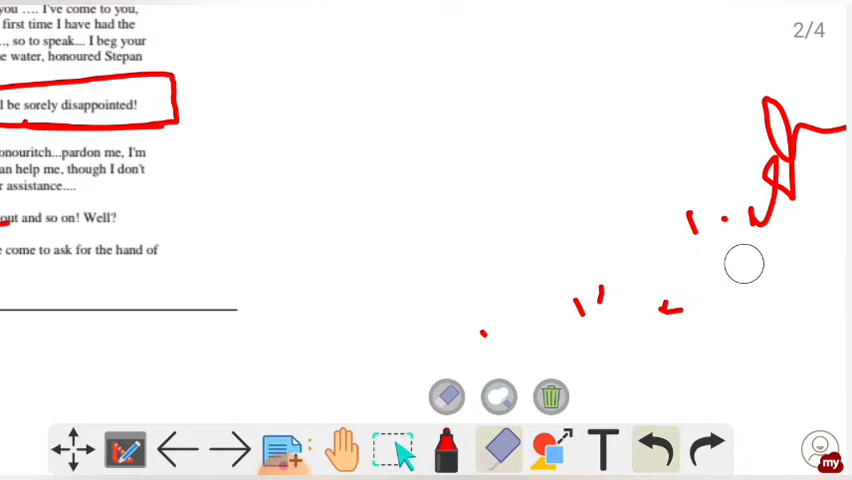 you …. I've come to you,
first time I have had the
.., so to speak... I beg your
e water, honoured Stepan
l be sorely disappointed!
onouritch...pardon me, I'm
an help me, though I don't
r assistance....
out and so on! Well?
e come to ask for the hand of
2/4
T
my